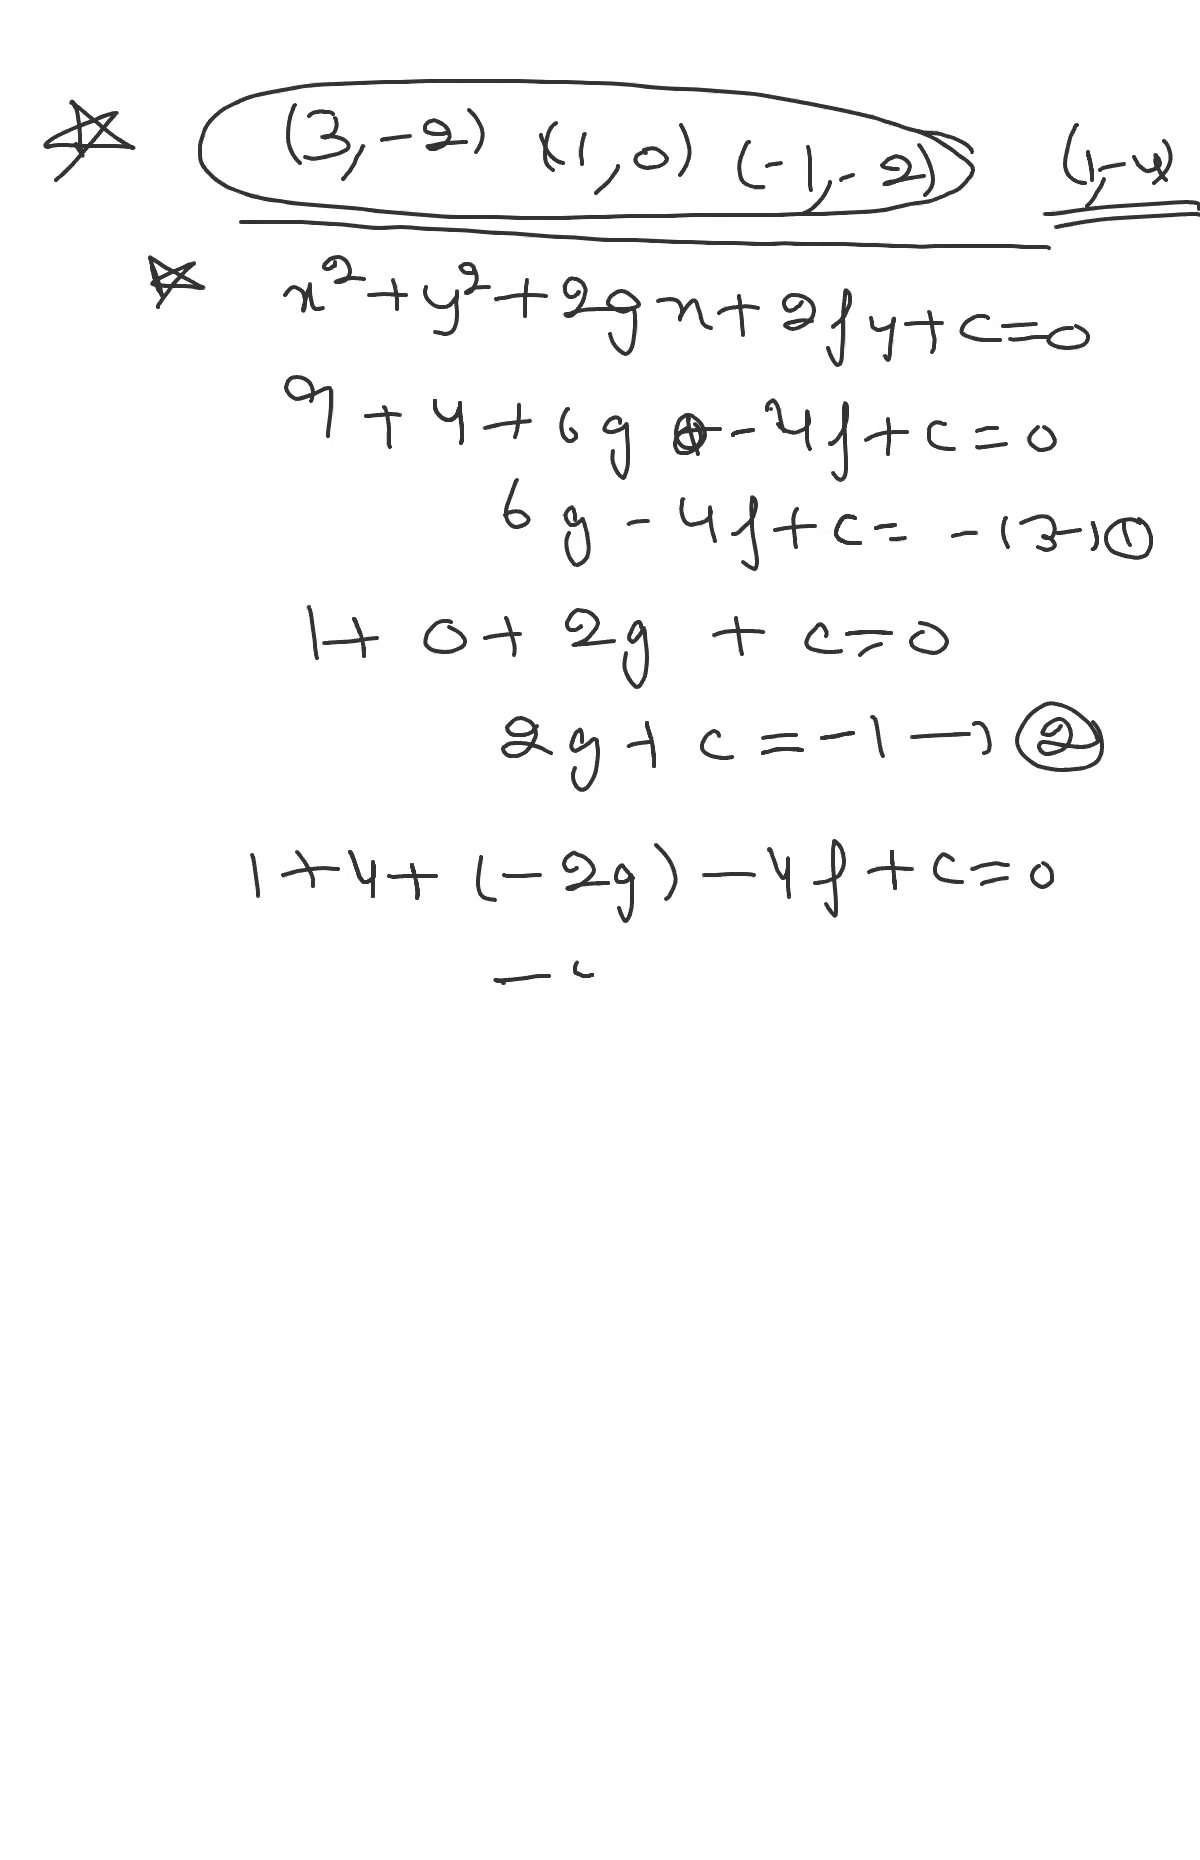 (3,-2) (1,0) (-1,-2) (1,-4)
x²+y²+2gx+2fy+c=0
9+4+6g-4f+c=0
6g-4f+c=-13→①
1+0+2g+c=0
2g+c=-1→②
1+4+(-2g)-4f+c=0
-